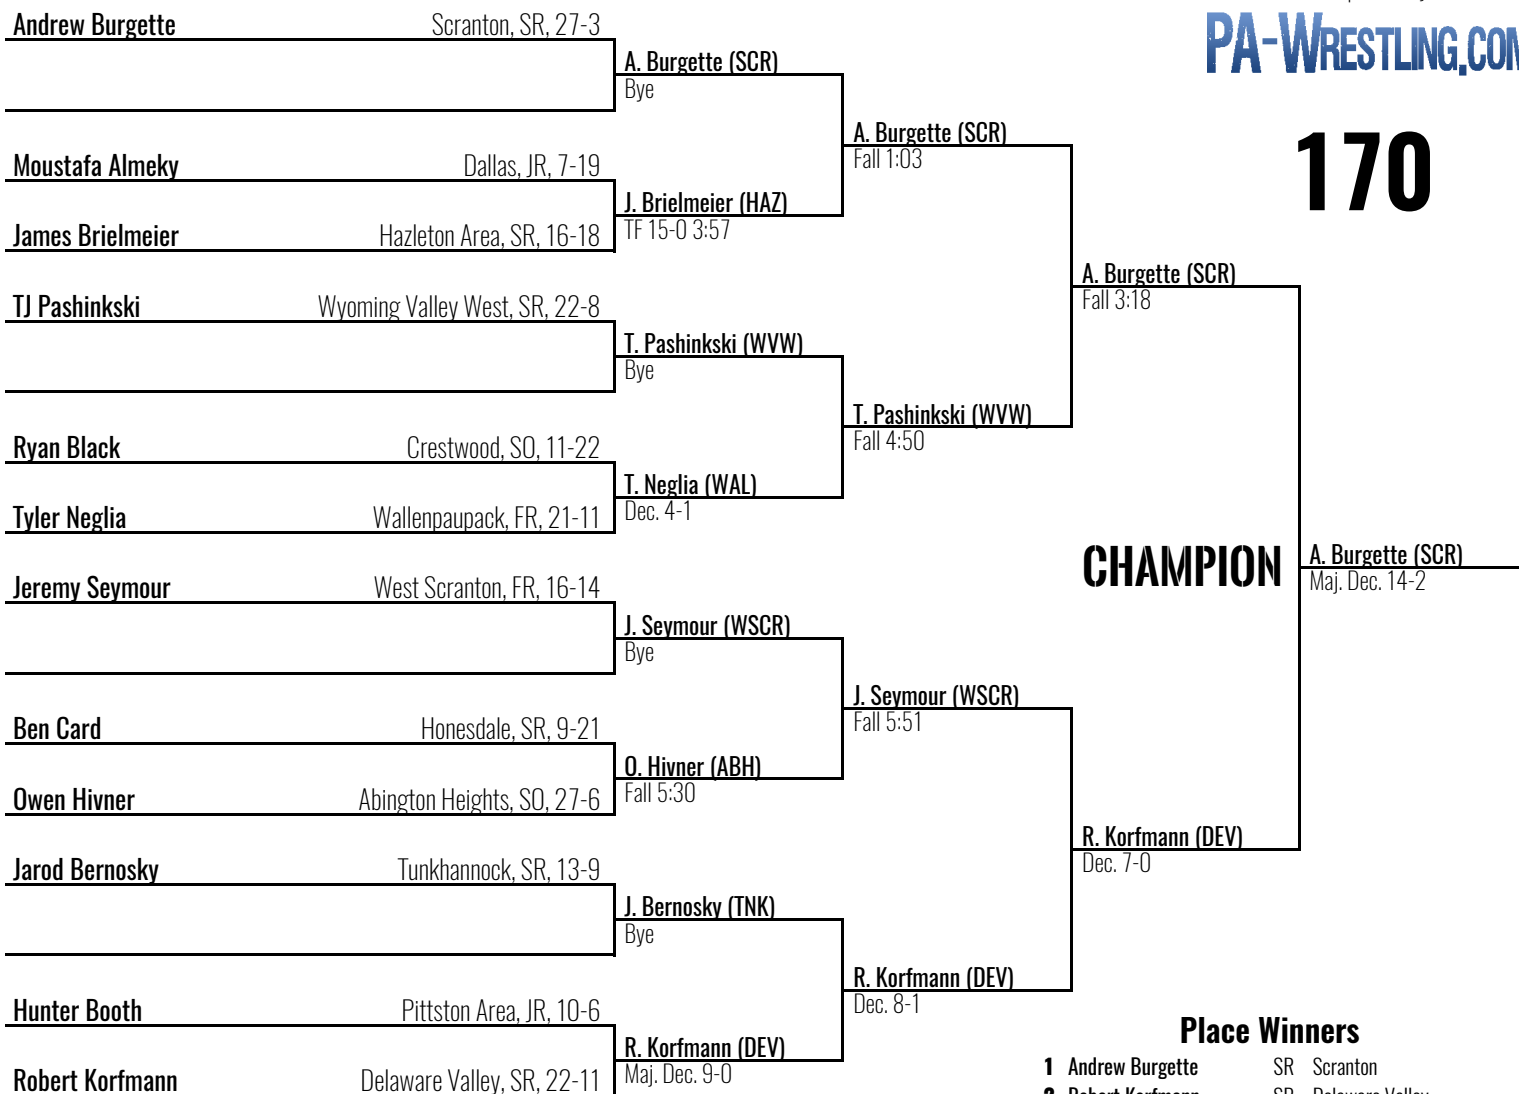 PA-WRESTLING.COM
170
Andrew Burgette Scranton, SR, 27-3
A. Burgette (SCR)
Bye
A. Burgette (SCR)
Fall 1:03
Moustafa Almeky Dallas, JR, 7-19
J. Brielmeier (HAZ)
TF 15-0 3:57
James Brielmeier Hazleton Area, SR, 16-18
A. Burgette (SCR)
Fall 3:18
TJ Pashinkski Wyoming Valley West, SR, 22-8
T. Pashinkski (WVW)
Bye
T. Pashinkski (WVW)
Fall 4:50
Ryan Black Crestwood, SO, 11-22
T. Neglia (WAL)
Dec. 4-1
Tyler Neglia Wallenpaupack, FR, 21-11
CHAMPION
A. Burgette (SCR)
Maj. Dec. 14-2
Jeremy Seymour West Scranton, FR, 16-14
J. Seymour (WSCR)
Bye
J. Seymour (WSCR)
Fall 5:51
Ben Card Honesdale, SR, 9-21
O. Hivner (ABH)
Fall 5:30
Owen Hivner Abington Heights, SO, 27-6
R. Korfmann (DEV)
Dec. 7-0
Jarod Bernosky Tunkhannock, SR, 13-9
J. Bernosky (TNK)
Bye
R. Korfmann (DEV)
Dec. 8-1
Hunter Booth Pittston Area, JR, 10-6
R. Korfmann (DEV)
Maj. Dec. 9-0
Robert Korfmann Delaware Valley, SR, 22-11
Place Winners
1 Andrew Burgette SR Scranton
2 Robert Korfmann SR Delaware Valley